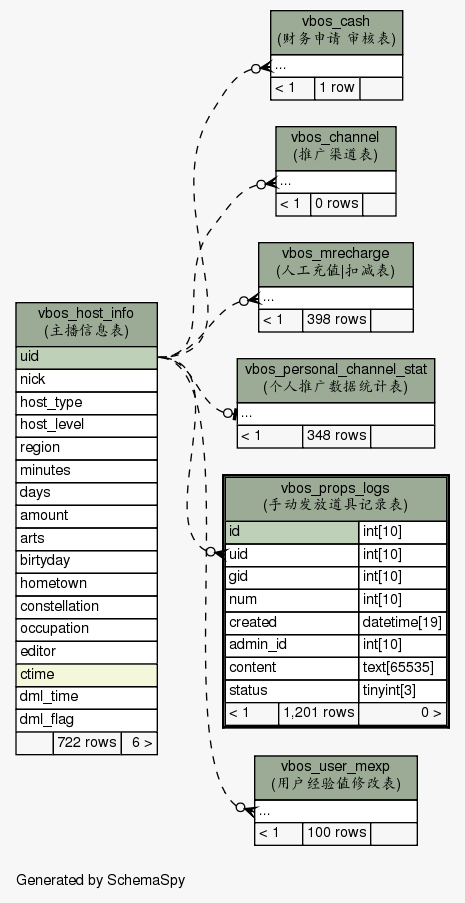 vbos_cash
(财务申请 审核表)
...
< 1 1 row
vbos_channel
(推广渠道表)
...
< 1 0 rows
vbos_mrecharge
(人工充值|扣减表)
...
< 1 398 rows
vbos_personal_channel_stat
(个人推广数据统计表)
...
< 1 348 rows
vbos_host_info
(主播信息表)
uid
nick
host_type
host_level
region
minutes
days
amount
arts
birtyday
hometown
constellation
occupation
editor
ctime
dml_time
dml_flag
722 rows 6 >
vbos_props_logs
(手动发放道具记录表)
id int[10]
uid int[10]
gid int[10]
num int[10]
created datetime[19]
admin_id int[10]
content text[65535]
status tinyint[3]
< 1 1,201 rows 0 >
vbos_user_mexp
(用户经验值修改表)
...
< 1 100 rows
Generated by SchemaSpy